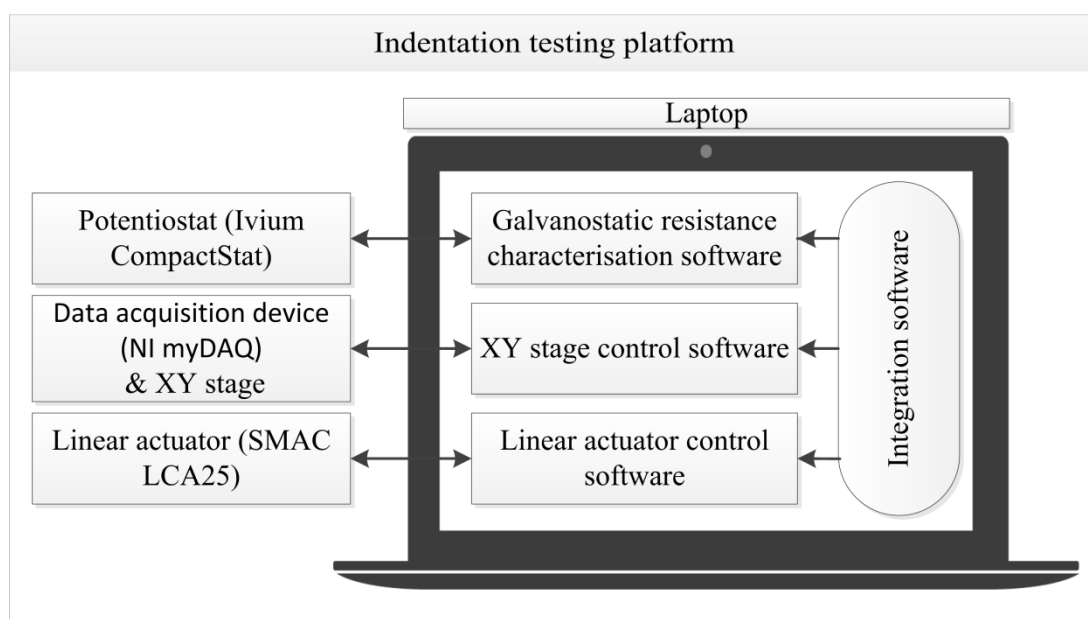 Indentation testing platform
Laptop
Potentiostat (Ivium
CompactStat)
Galvanostatic resistance
characterisation software
Data acquisition device
(NI myDAQ)
& XY stage
XY stage control software
Linear actuator (SMAC
LCA25)
Linear actuator control
software
Integration software